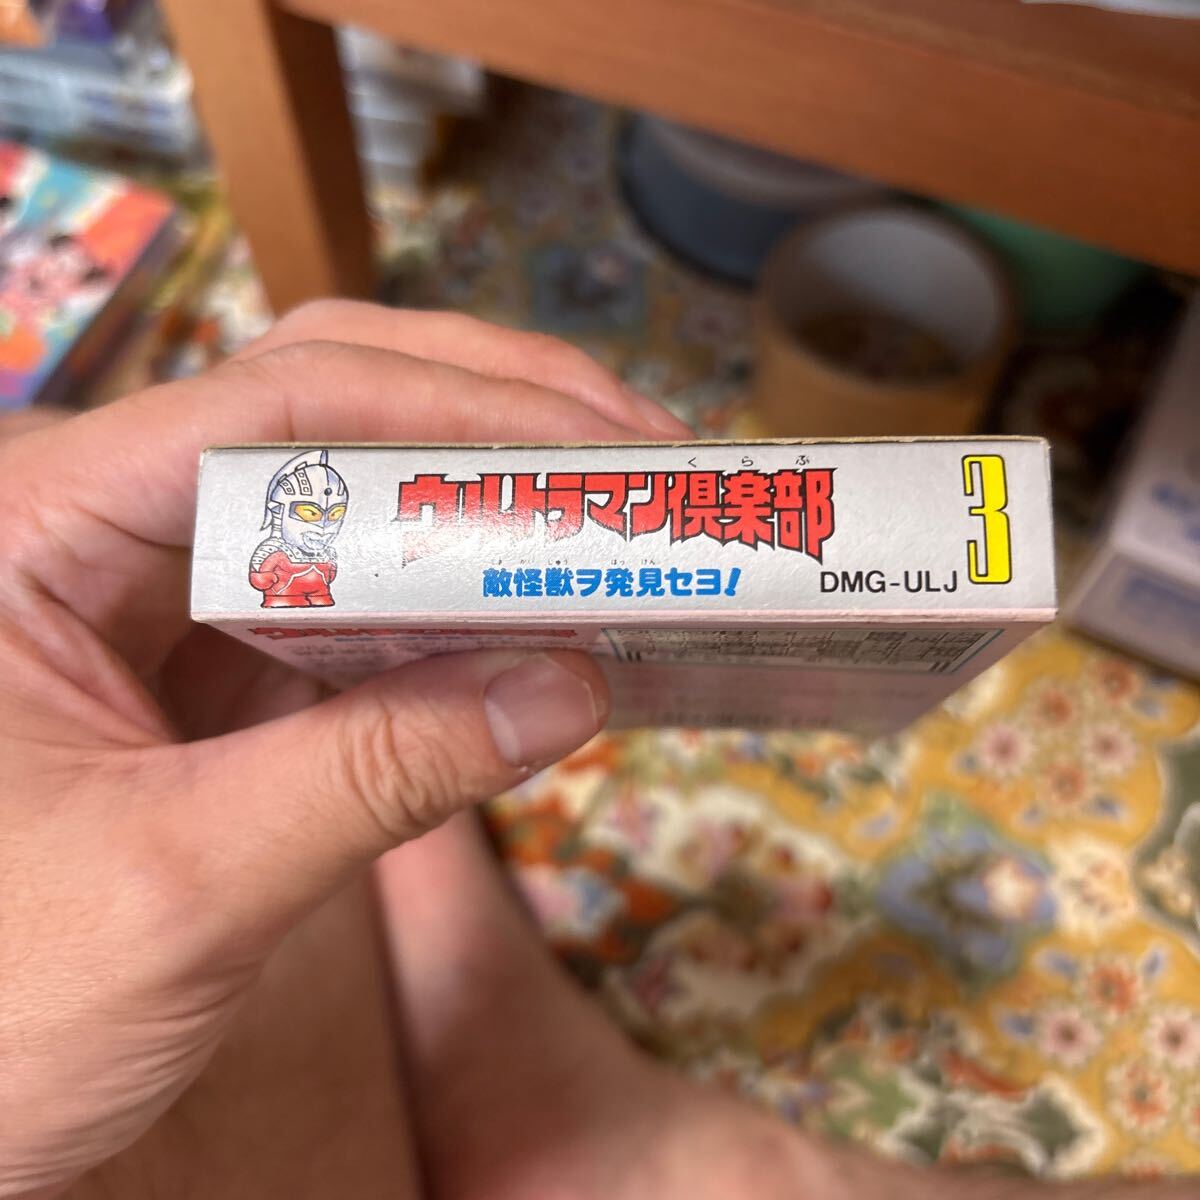 くらぶ
ウルトラマン倶楽部 3
てきかいじゅう はっけん
敵怪獣ヲ発見セヨ!
DMG-ULJ